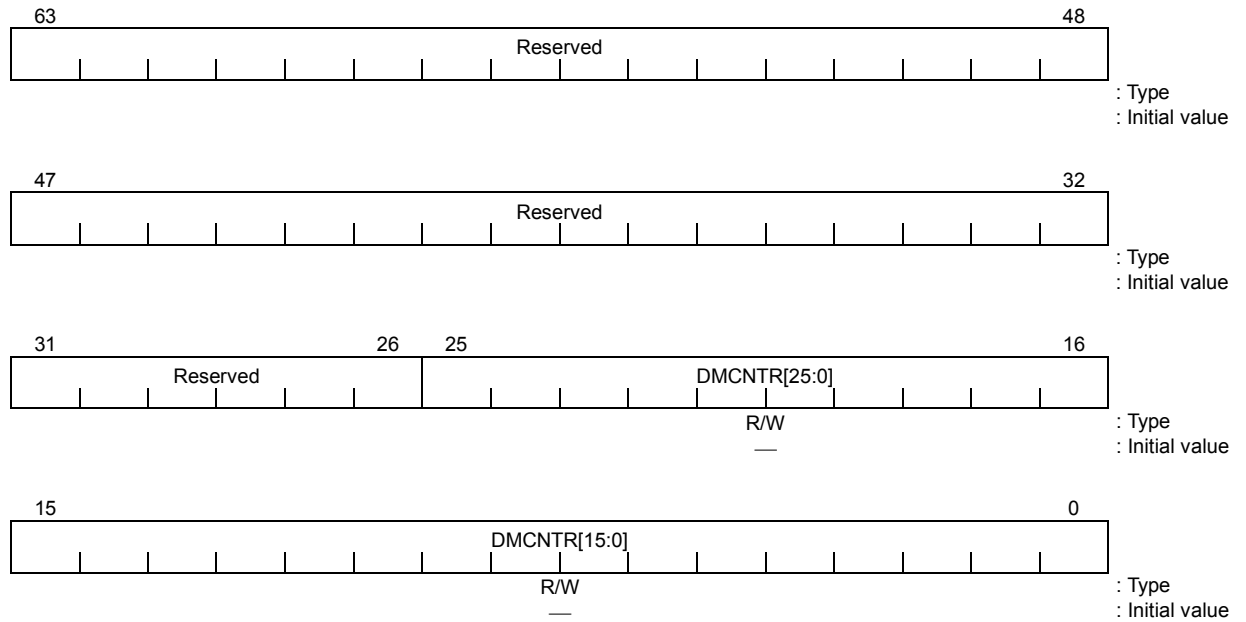 63 48
Reserved
: Type
: Initial value
47 32
Reserved
: Type
: Initial value
31 26 25 16
Reserved DMCNTR[25:0]
R/W : Type
— : Initial value
15 0
DMCNTR[15:0]
R/W : Type
— : Initial value